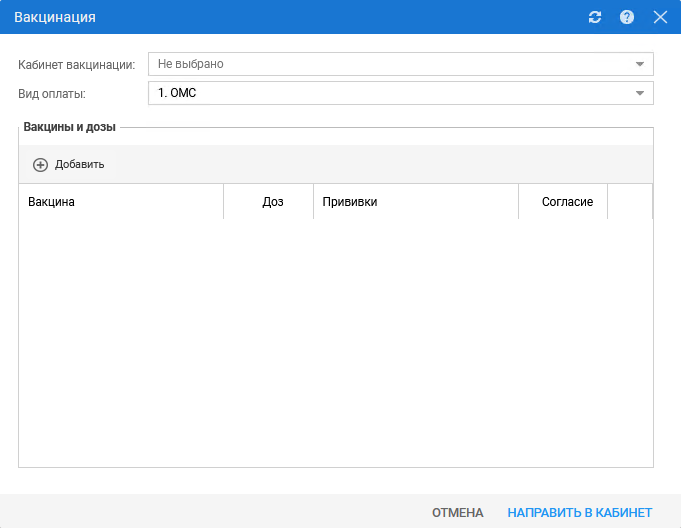 Вакцинация
Кабинет вакцинации: Не выбрано
Вид оплаты: 1. ОМС
Вакцины и дозы
Добавить
Вакцина Доз Прививки Согласие
ОТМЕНА НАПРАВИТЬ В КАБИНЕТ